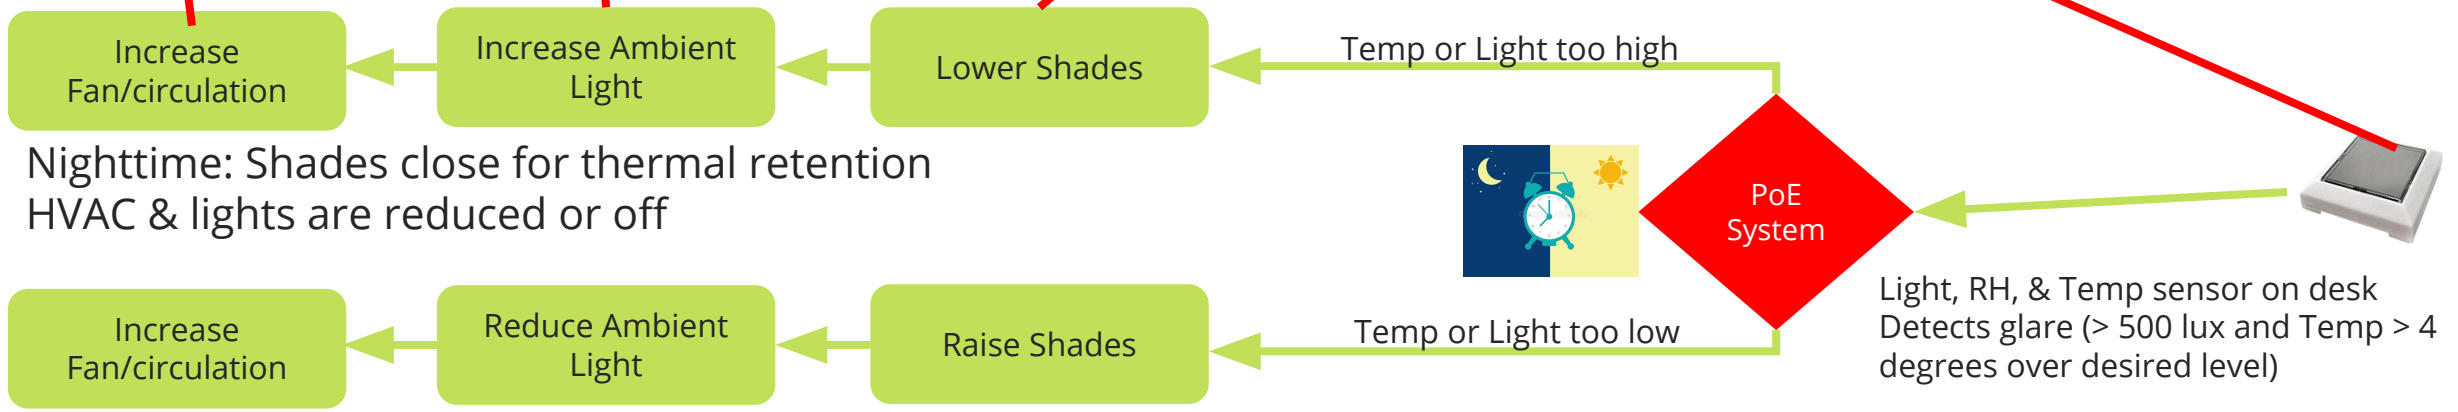 Increase
Fan/circulation
Increase Ambient
Light
Lower Shades
Temp or Light too high
Nighttime: Shades close for thermal retention
HVAC & lights are reduced or off
PoE
System
Light, RH, & Temp sensor on desk
Detects glare (> 500 lux and Temp > 4
degrees over desired level)
Increase
Fan/circulation
Reduce Ambient
Light
Raise Shades
Temp or Light too low